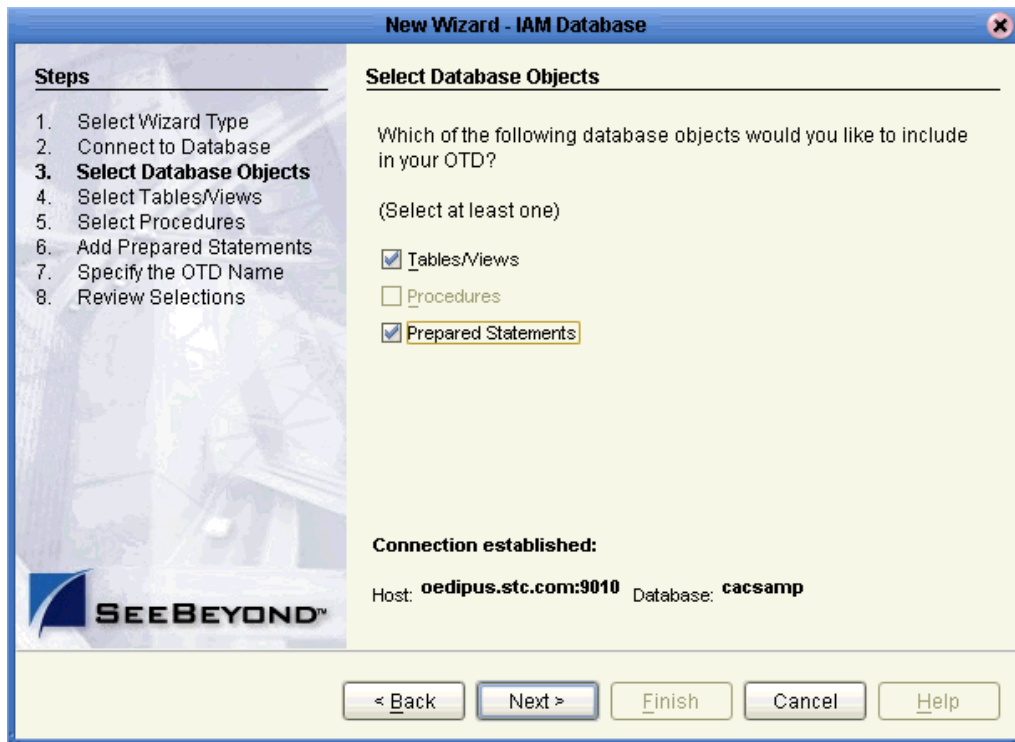 New Wizard - IAM Database
Steps
1. Select Wizard Type
2. Connect to Database
3. Select Database Objects
4. Select Tables/Views
5. Select Procedures
6. Add Prepared Statements
7. Specify the OTD Name
8. Review Selections
SEEBEYOND™
Select Database Objects
Which of the following database objects would you like to include
in your OTD?
(Select at least one)
Tables/Views
Procedures
Prepared Statements
Connection established:
Host: oedipus.stc.com:9010 Database: cacsamp
< Back Next > Finish Cancel Help